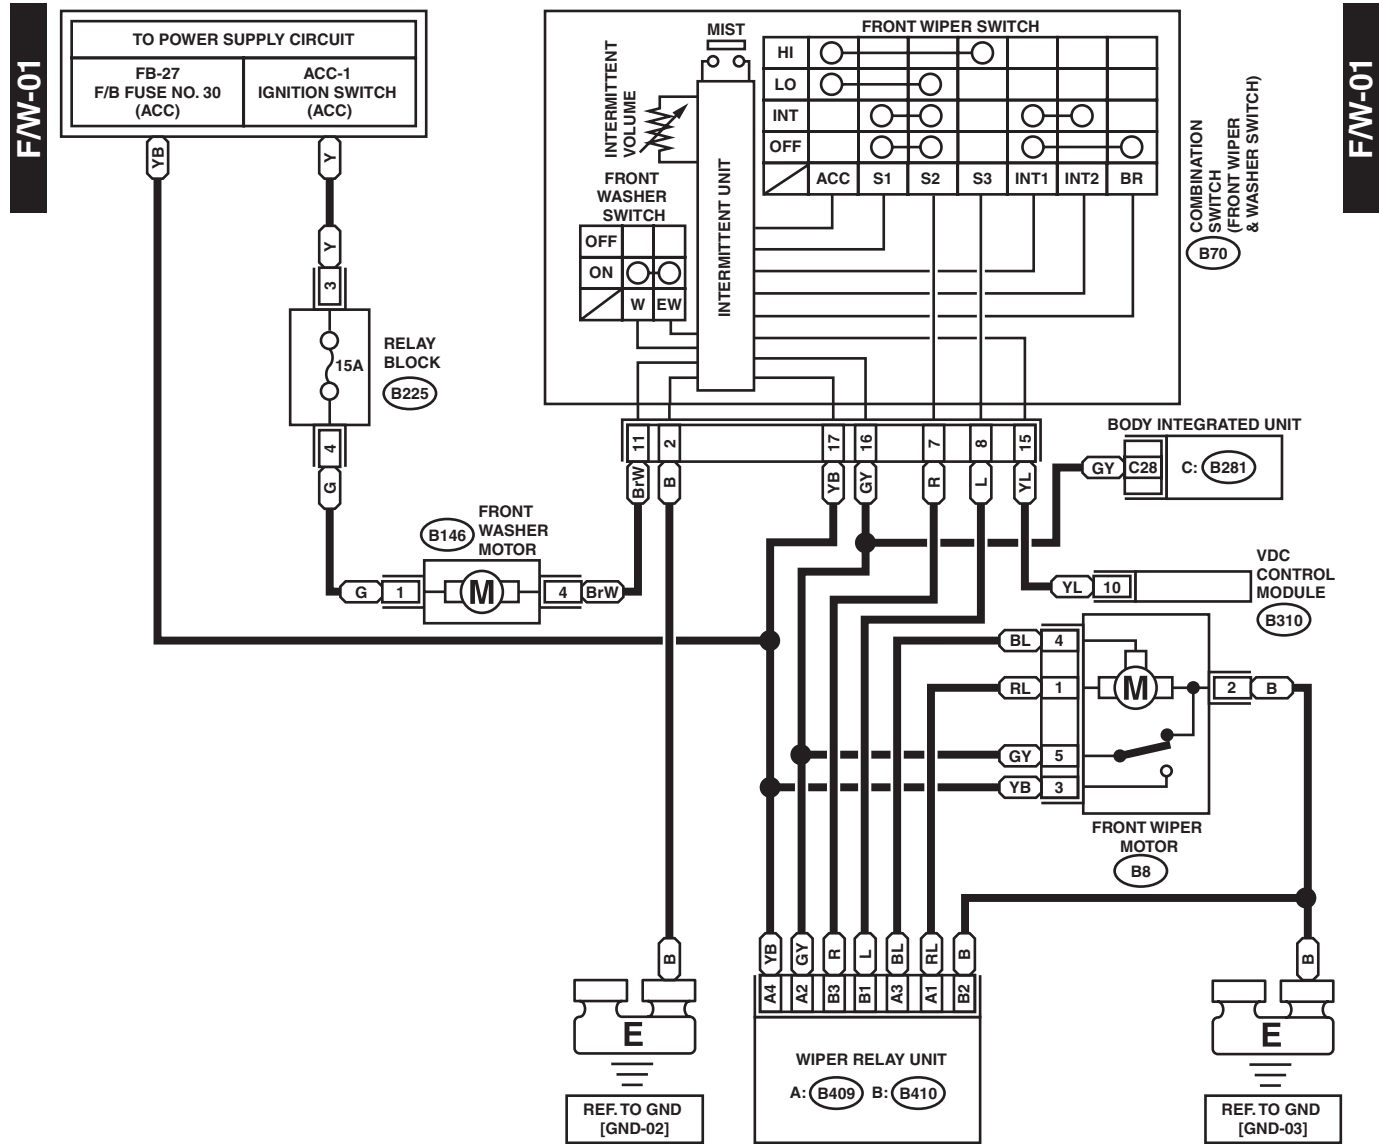 F/W-01
TO POWER SUPPLY CIRCUIT
FB-27
F/B FUSE NO. 30
(ACC)
ACC-1
IGNITION SWITCH
(ACC)
YB
Y
Y
3
15A
RELAY
BLOCK
B225
4
G
G
1
M
4
BrW
B146
FRONT
WASHER
MOTOR
MIST
INTERMITTENT
VOLUME
FRONT
WASHER
SWITCH
OFF
ON
W
EW
INTERMITTENT UNIT
FRONT WIPER SWITCH
HI
LO
INT
OFF
ACC
S1
S2
S3
INT1
INT2
BR
COMBINATION
SWITCH
(FRONT WIPER
& WASHER SWITCH)
B70
F/W-01
11
2
17
16
7
8
15
BrW
B
YB
GY
R
L
YL
BODY INTEGRATED UNIT
GY
C28
C: B281
VDC
CONTROL
MODULE
B310
YL
10
BL
4
RL
1
M
2
B
GY
5
YB
3
FRONT WIPER
MOTOR
B8
B
E
REF. TO GND
[GND-02]
YB
GY
R
L
BL
RL
B
A4
A2
B3
B1
A3
A1
B2
WIPER RELAY UNIT
A: B409 B: B410
B
E
REF. TO GND
[GND-03]